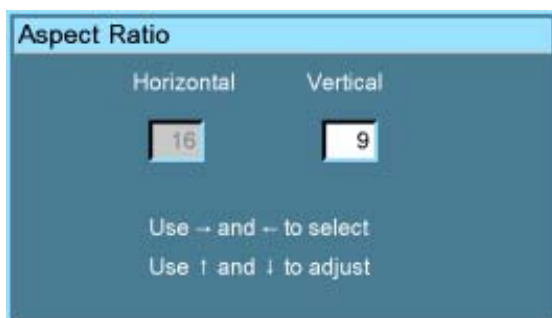 Aspect Ratio
Horizontal Vertical
16 9
Use → and ← to select
Use ↑ and ↓ to adjust